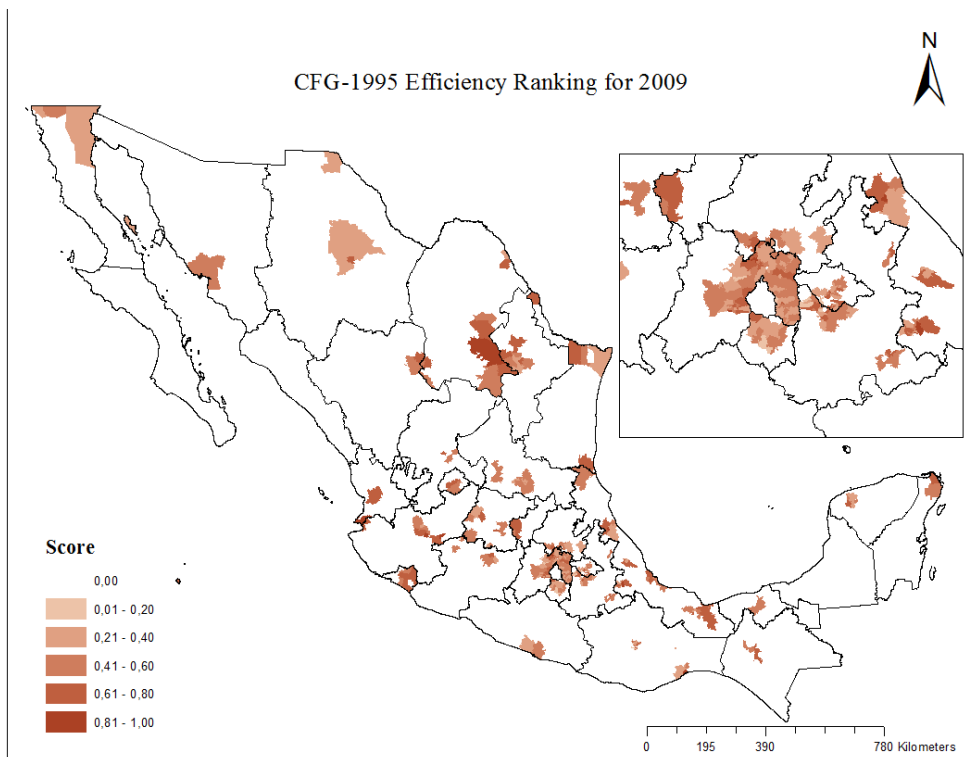 N
CFG-1995 Efficiency Ranking for 2009
Score
0,00
0,01 - 0,20
0,21 - 0,40
0,41 - 0,60
0,61 - 0,80
0,81 - 1,00
0 195 390 780 Kilometers